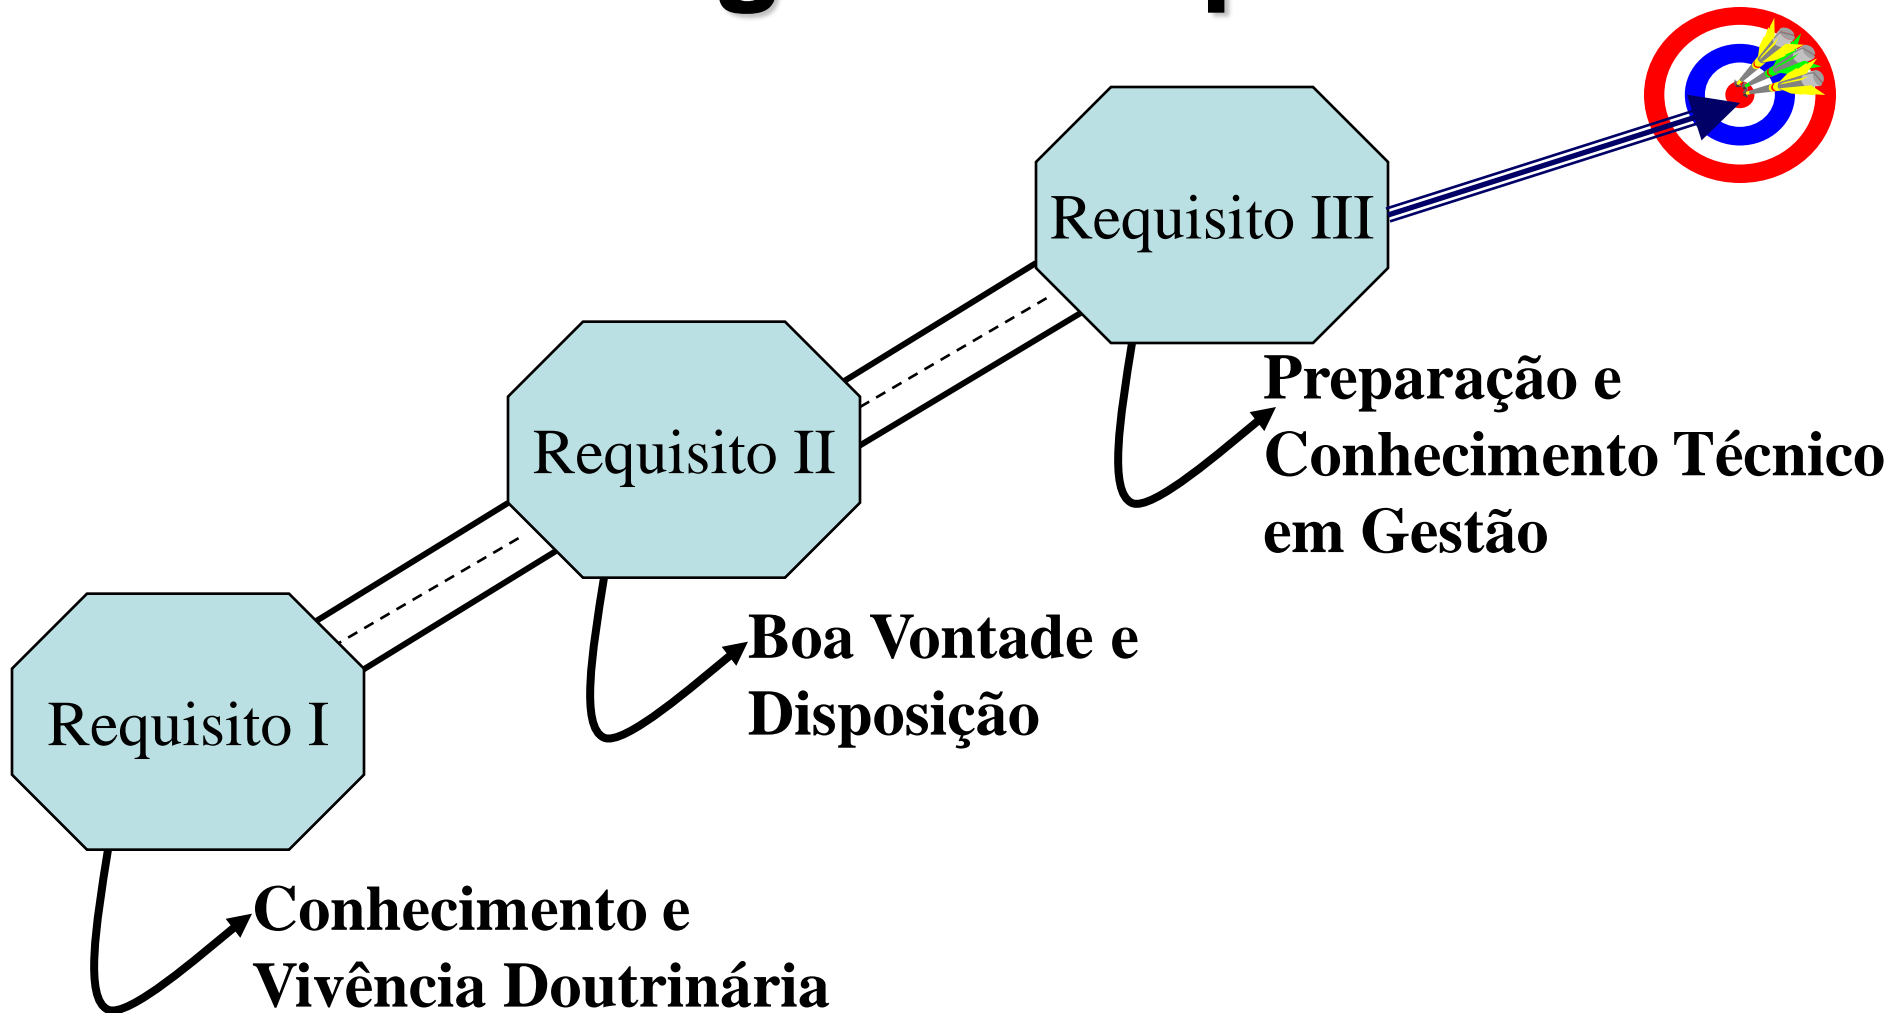 Requisito III
Preparação e
Conhecimento Técnico
em Gestão
Requisito II
Boa Vontade e
Disposição
Requisito I
Conhecimento e
Vivência Doutrinária